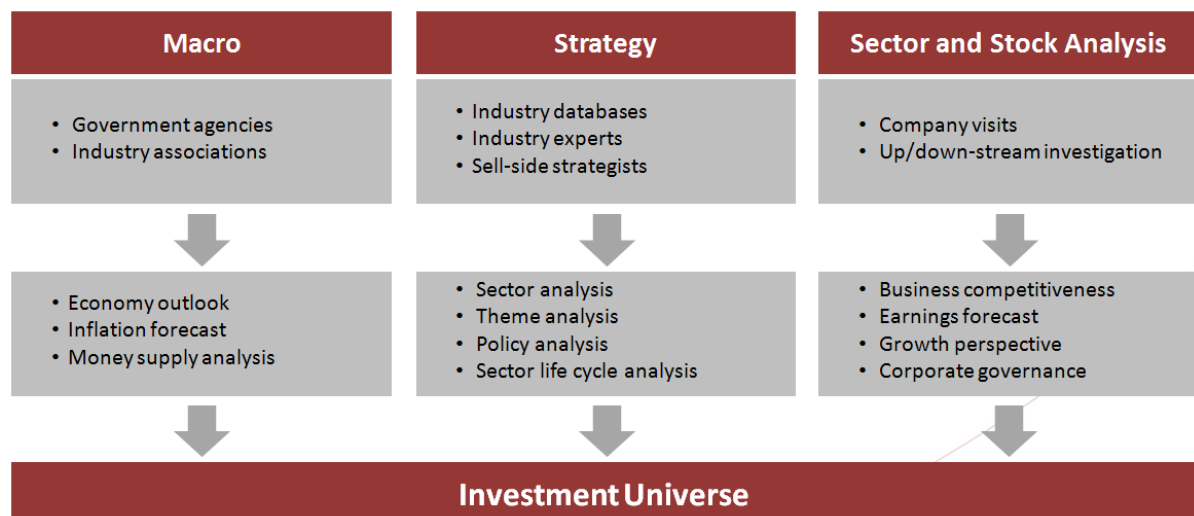 Macro
• Government agencies
• Industry associations
• Economy outlook
• Inflation forecast
• Money supply analysis
Strategy
• Industry databases
• Industry experts
• Sell-side strategists
• Sector analysis
• Theme analysis
• Policy analysis
• Sector life cycle analysis
Sector and Stock Analysis
• Company visits
• Up/down-stream investigation
• Business competitiveness
• Earnings forecast
• Growth perspective
• Corporate governance
Investment Universe